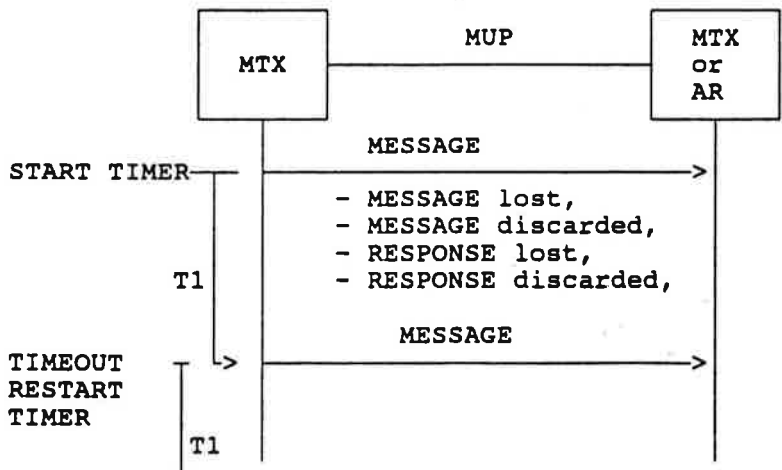 MUP
MTX
MTX
or
AR
MESSAGE
START TIMER
- MESSAGE lost,
- MESSAGE discarded,
- RESPONSE lost,
- RESPONSE discarded,
T1
MESSAGE
TIMEOUT
RESTART
TIMER
T1